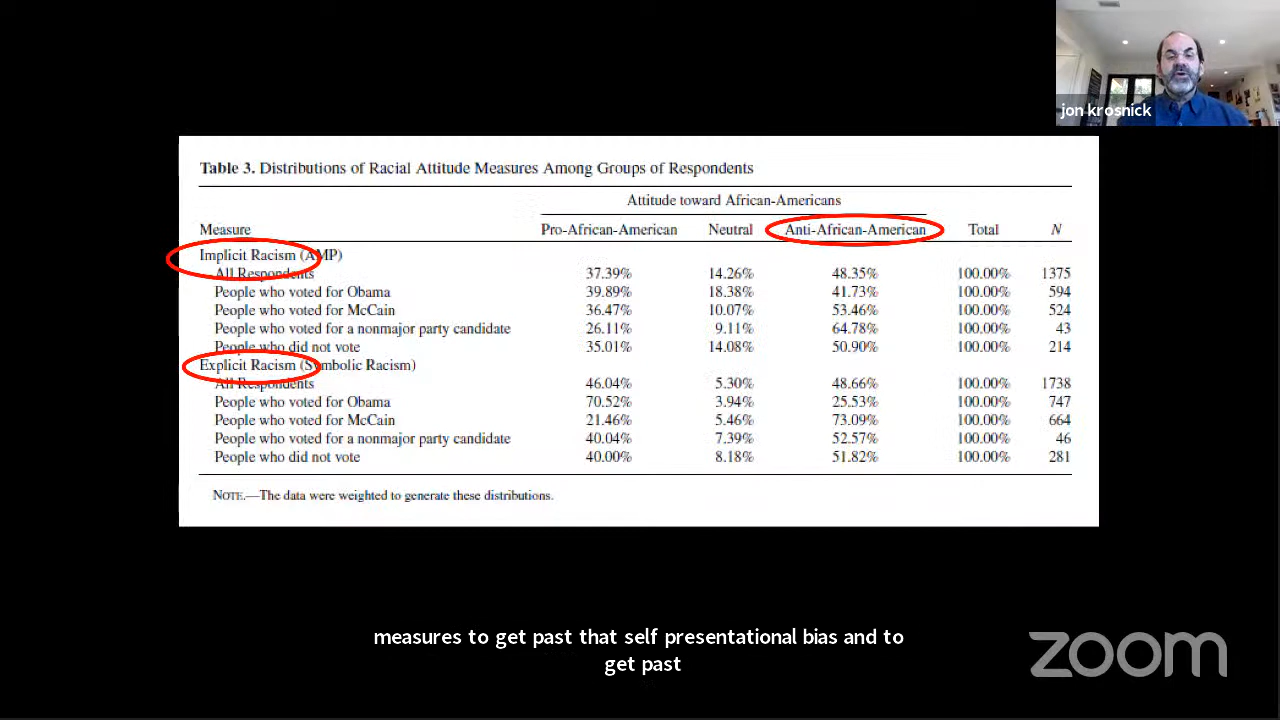 jon krosnick
Table 3. Distributions of Racial Attitude Measures Among Groups of Respondents
Attitude toward African-Americans
Measure Pro-African-American Neutral Anti-African-American Total N
Implicit Racism (AMP)
All Respondents 37.39% 14.26% 48.35% 100.00% 1375
People who voted for Obama 39.89% 18.38% 41.73% 100.00% 594
People who voted for McCain 36.47% 10.07% 53.46% 100.00% 524
People who voted for a nonmajor party candidate 26.11% 9.11% 64.78% 100.00% 43
People who did not vote 35.01% 14.08% 50.90% 100.00% 214
Explicit Racism (Symbolic Racism)
All Respondents 46.04% 5.30% 48.66% 100.00% 1738
People who voted for Obama 70.52% 3.94% 25.53% 100.00% 747
People who voted for McCain 21.46% 5.46% 73.09% 100.00% 664
People who voted for a nonmajor party candidate 40.04% 7.39% 52.57% 100.00% 46
People who did not vote 40.00% 8.18% 51.82% 100.00% 281
NOTE.—The data were weighted to generate these distributions.
measures to get past that self presentational bias and to
get past
zoom